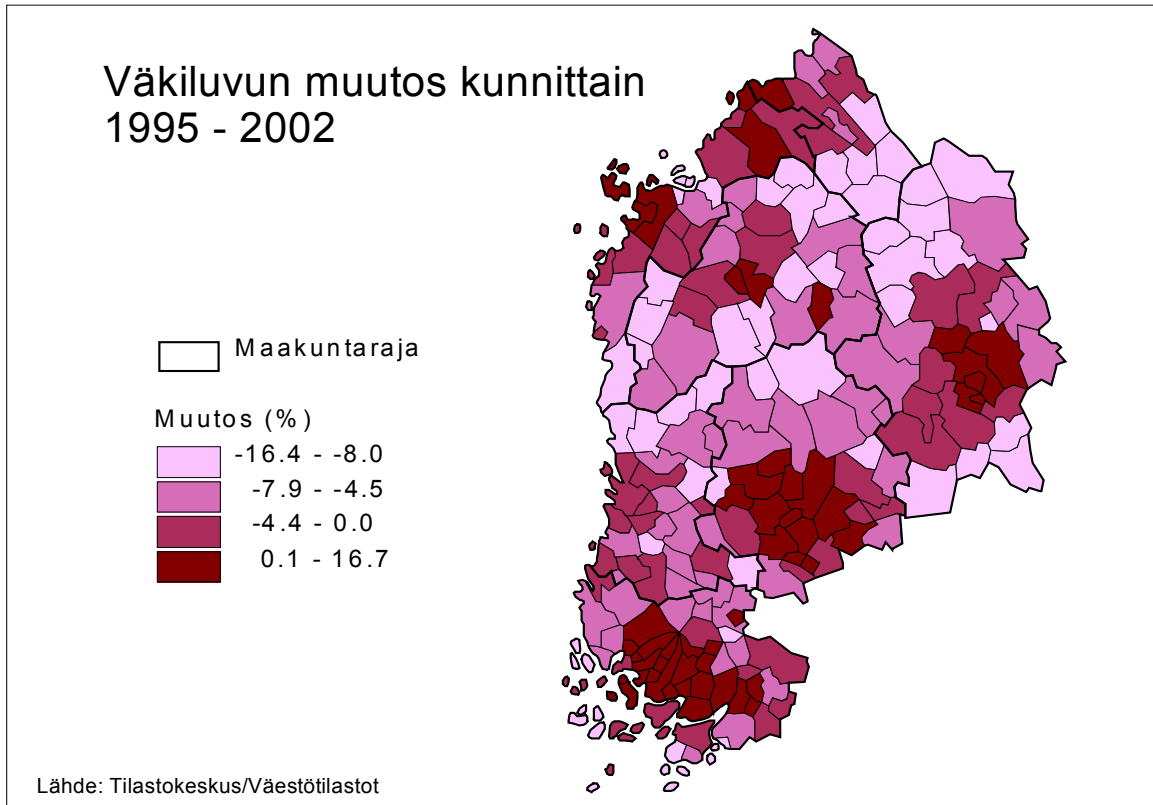 Väkiluvun muutos kunnittain
1995 - 2002
Maakuntaraja
Muutos (%)
-16.4 - -8.0
-7.9 - -4.5
-4.4 - 0.0
0.1 - 16.7
Lähde: Tilastokeskus/Väestötilastot